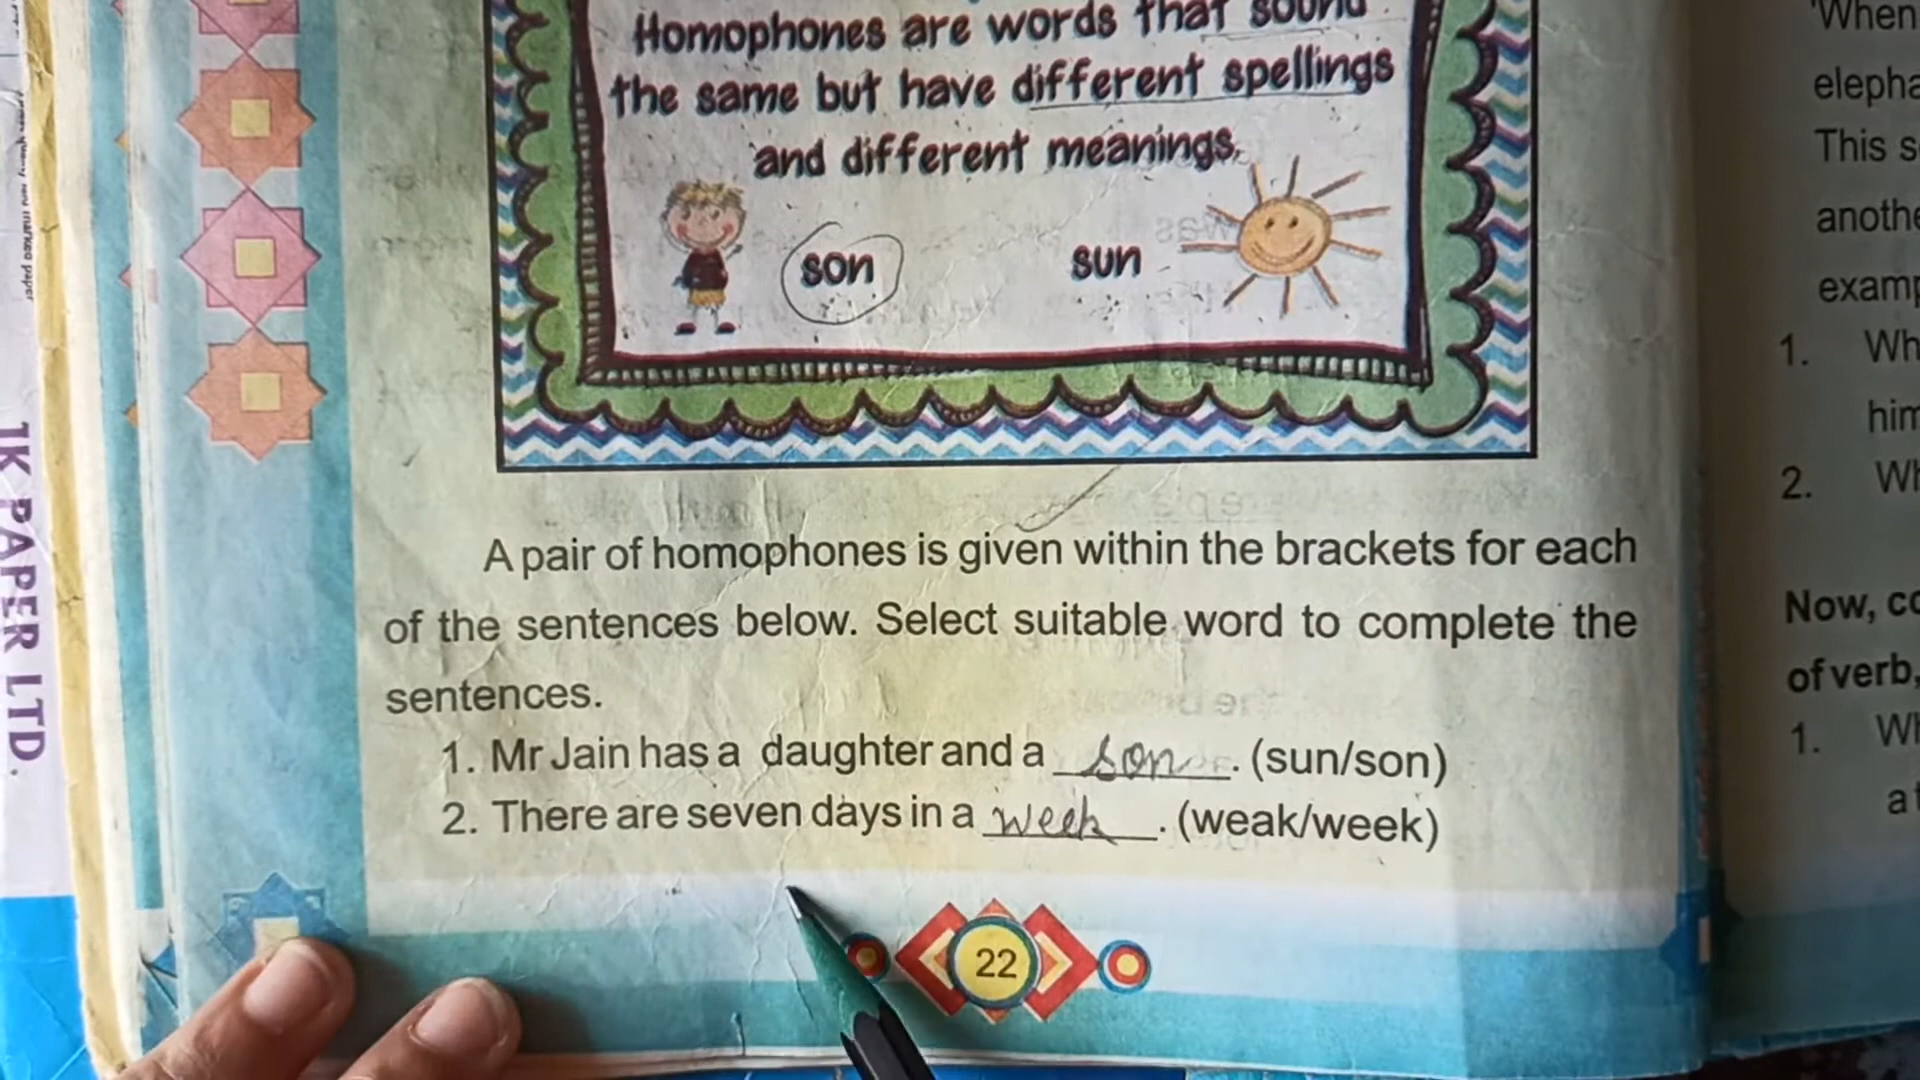 Homophones are words that sound
the same but have different spellings
and different meanings.
son
sun
A pair of homophones is given within the brackets for each
of the sentences below. Select suitable word to complete the
sentences.
1. Mr Jain has a daughter and a son. (sun/son)
2. There are seven days in a week. (weak/week)
22
JK PAPER LTD.
'When
elepha
This s
anothe
examp
1. Wh
him
2. Wh
Now, co
of verb,
1. Wh
a t